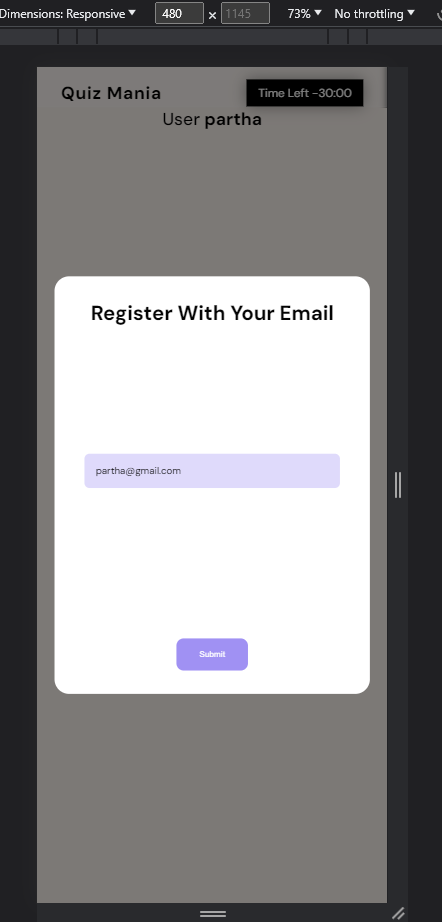 Dimensions: Responsive ▼ 480 × 1145 73% ▼ No throttling ▼
Quiz Mania Time Left -30:00
User partha
Register With Your Email
partha@gmail.com
Submit